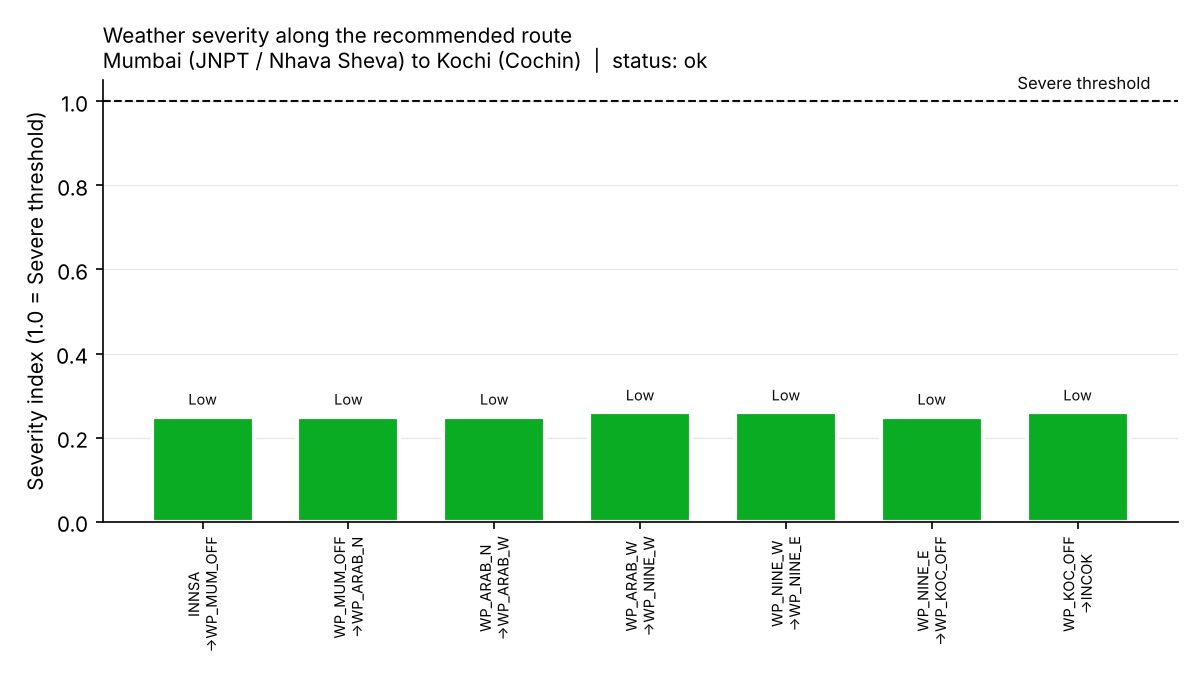 Weather severity along the recommended route
Mumbai (JNPT / Nhava Sheva) to Kochi (Cochin) | status: ok
Severe threshold
Severity index (1.0 = Severe threshold)
1.0
0.8
0.6
0.4
0.2
0.0
Low
Low
Low
Low
Low
Low
Low
INNSA
→WP_MUM_OFF
WP_MUM_OFF
→WP_ARAB_N
WP_ARAB_N
→WP_ARAB_W
WP_ARAB_W
→WP_NINE_W
WP_NINE_W
→WP_NINE_E
WP_NINE_E
→WP_KOC_OFF
WP_KOC_OFF
→INCOK